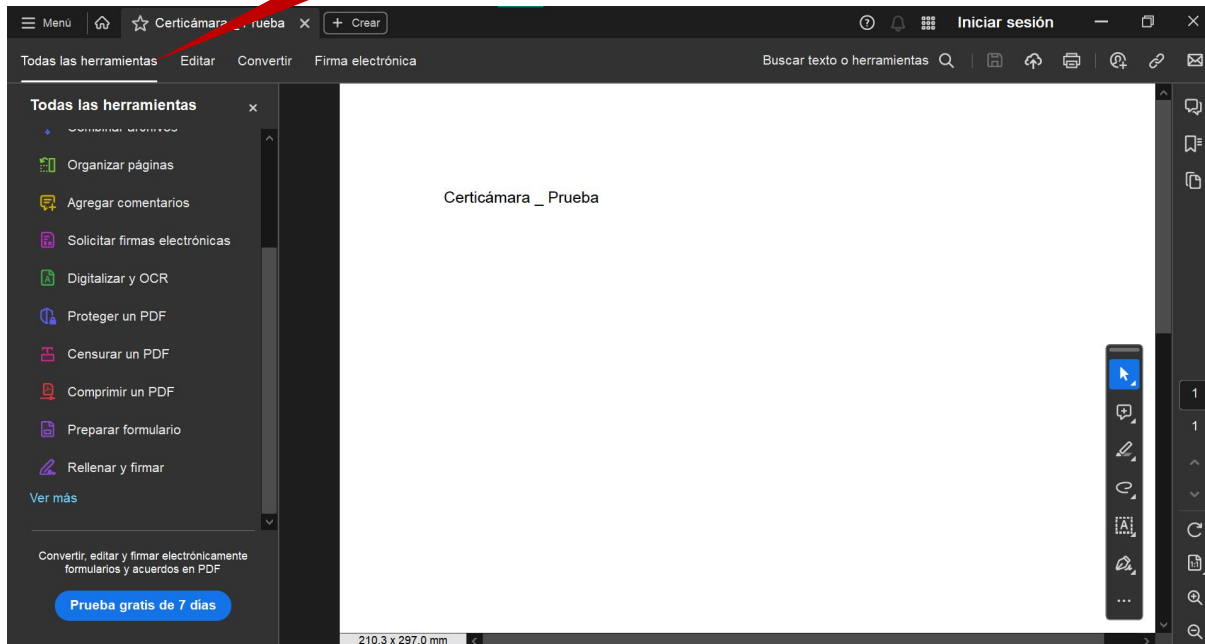 Menú
Certicámara _ Prueba
+ Crear
Iniciar sesión
Todas las herramientas Editar Convertir Firma electrónica
Buscar texto o herramientas
Todas las herramientas
Combinar archivos
Organizar páginas
Agregar comentarios
Solicitar firmas electrónicas
Digitalizar y OCR
Proteger un PDF
Censurar un PDF
Comprimir un PDF
Preparar formulario
Rellenar y firmar
Ver más
Convertir, editar y firmar electrónicamente
formularios y acuerdos en PDF
Prueba gratis de 7 días
Certicámara _ Prueba
1
1
210,3 x 297,0 mm